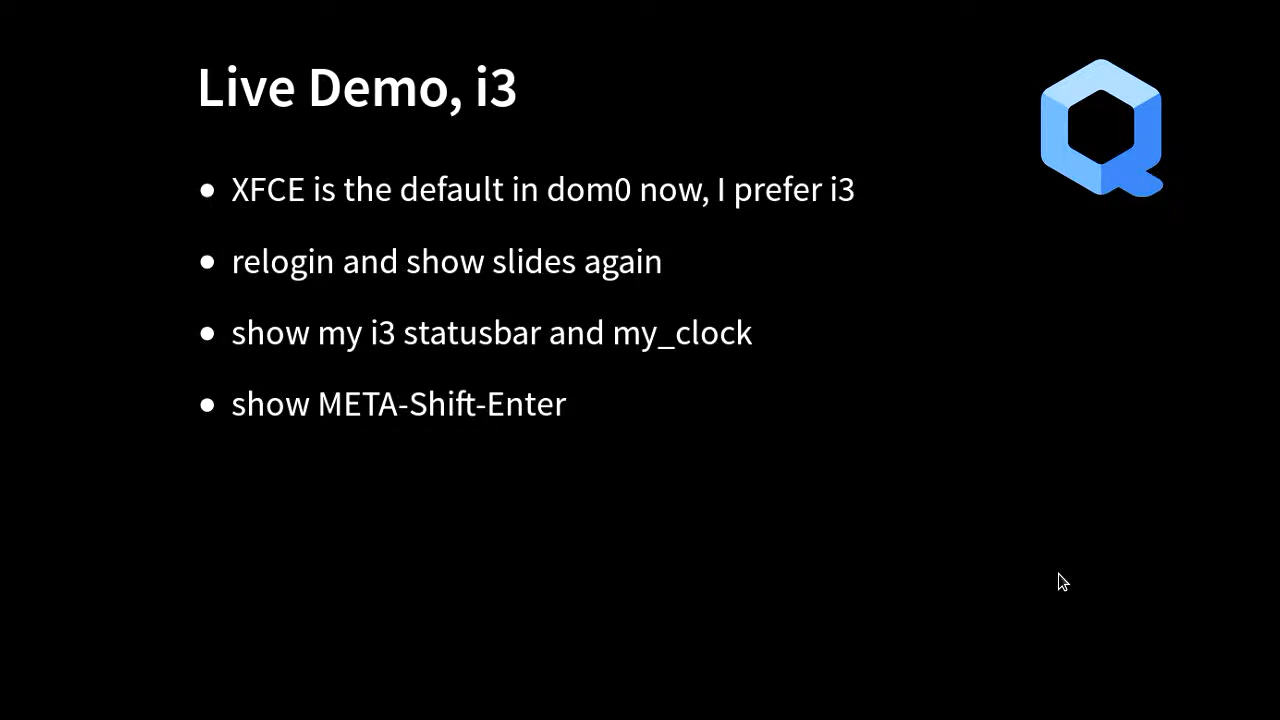 Live Demo, i3
XFCE is the default in dom0 now, I prefer i3
relogin and show slides again
show my i3 statusbar and my_clock
show META-Shift-Enter